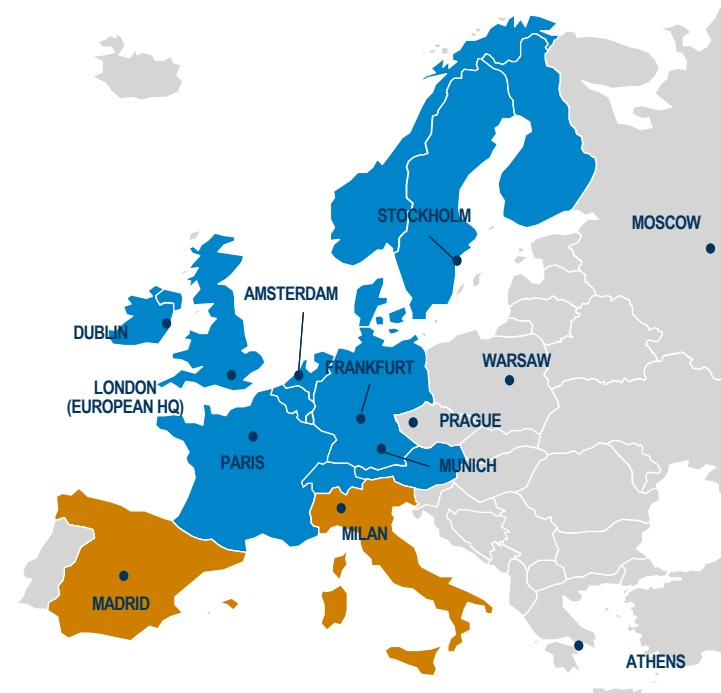 STOCKHOLM
MOSCOW
AMSTERDAM
DUBLIN
WARSAW
FRANKFURT
LONDON
(EUROPEAN HQ)
PRAGUE
PARIS
MUNICH
MILAN
MADRID
ATHENS